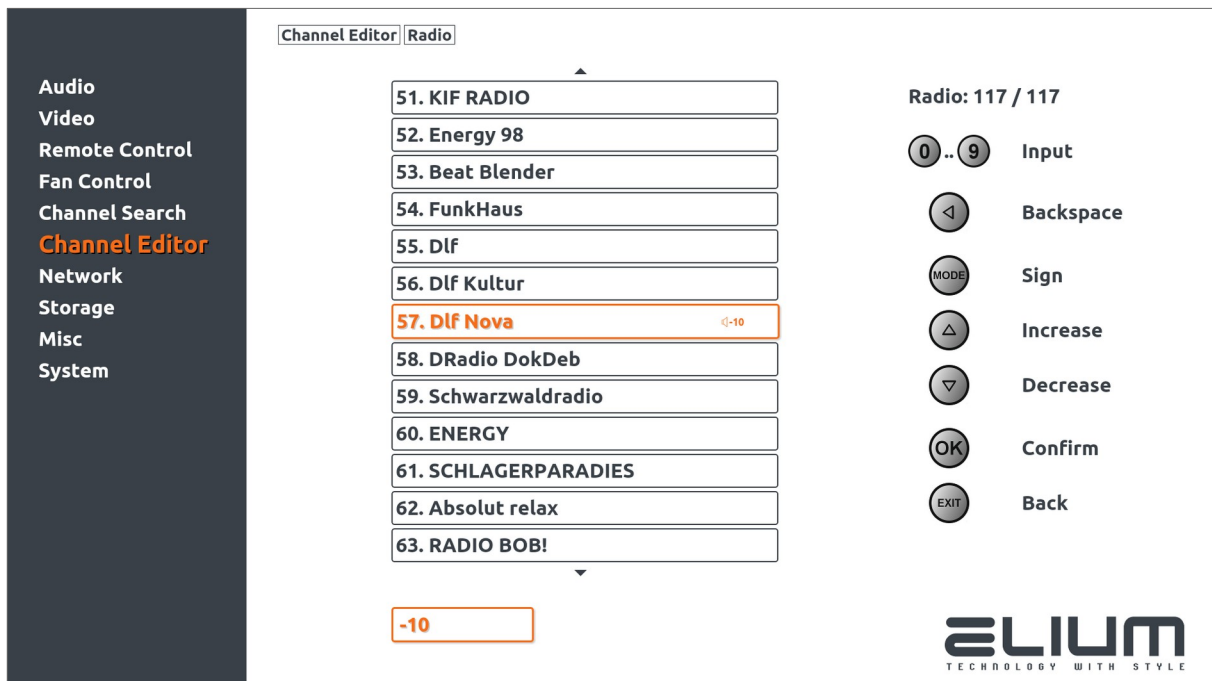 Channel Editor Radio
Audio
Video
Remote Control
Fan Control
Channel Search
Channel Editor
Network
Storage
Misc
System
51. KIF RADIO
52. Energy 98
53. Beat Blender
54. FunkHaus
55. Dlf
56. Dlf Kultur
57. Dlf Nova -10
58. DRadio DokDeb
59. Schwarzwaldradio
60. ENERGY
61. SCHLAGERPARADIES
62. Absolut relax
63. RADIO BOB!
-10
Radio: 117 / 117
0 .. 9 Input
Backspace
MODE Sign
Increase
Decrease
OK Confirm
EXIT Back
ELIUM
TECHNOLOGY WITH STYLE